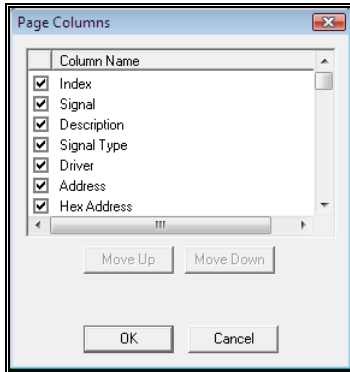 Page Columns
Column Name
Index
Signal
Description
Signal Type
Driver
Address
Hex Address
Move Up Move Down
OK Cancel